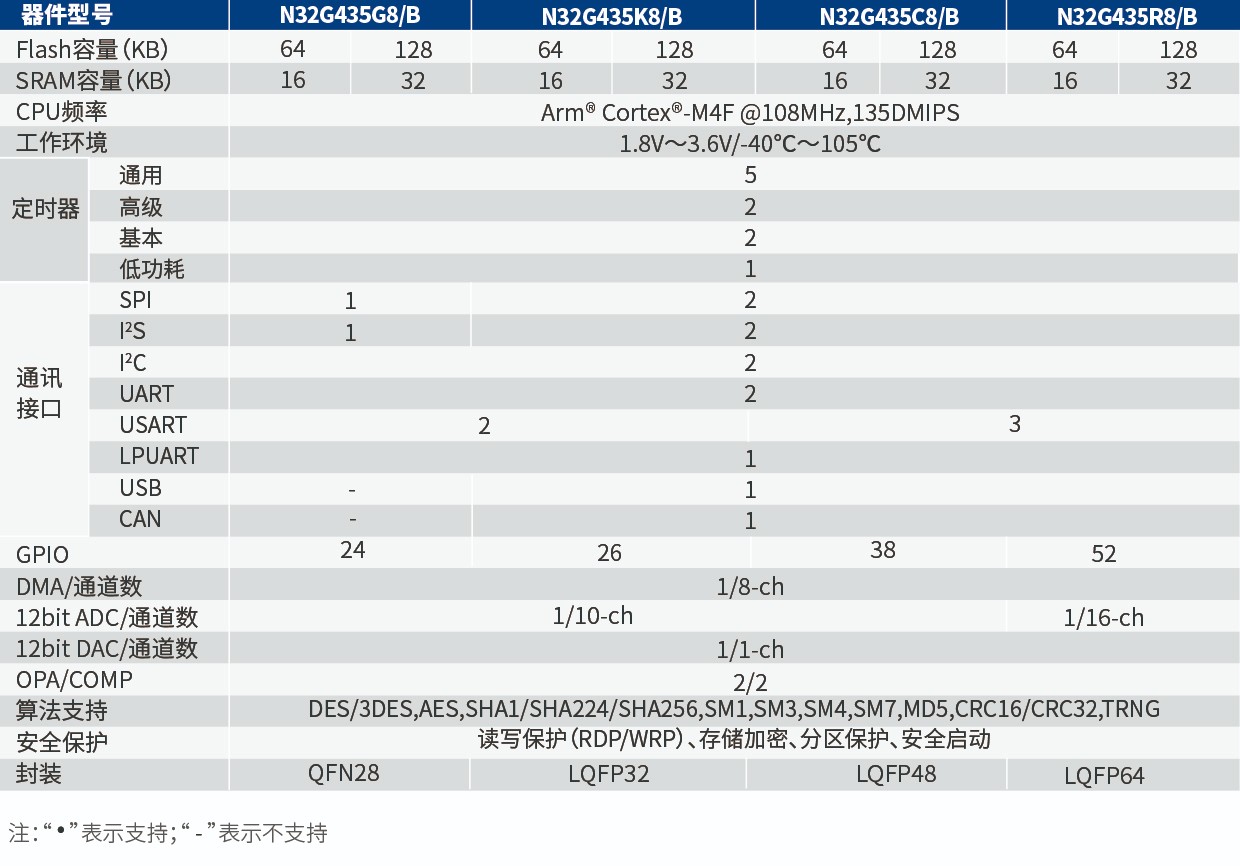 器件型号 N32G435G8/B N32G435K8/B N32G435C8/B N32G435R8/B
Flash容量(KB) 64 128 64 128 64 128 64 128
SRAM容量(KB) 16 32 16 32 16 32 16 32
CPU频率 Arm® Cortex®-M4F @108MHz,135DMIPS
工作环境 1.8V～3.6V/-40℃～105℃
定时器 通用 5
高级 2
基本 2
低功耗 1
通讯接口 SPI 1 2
I²S 1 2
I²C 2
UART 2
USART 2 3
LPUART 1
USB - 1
CAN - 1
GPIO 24 26 38 52
DMA/通道数 1/8-ch
12bit ADC/通道数 1/10-ch 1/16-ch
12bit DAC/通道数 1/1-ch
OPA/COMP 2/2
算法支持 DES/3DES,AES,SHA1/SHA224/SHA256,SM1,SM3,SM4,SM7,MD5,CRC16/CRC32,TRNG
安全保护 读写保护(RDP/WRP)、存储加密、分区保护、安全启动
封装 QFN28 LQFP32 LQFP48 LQFP64
注：“•”表示支持；“-”表示不支持